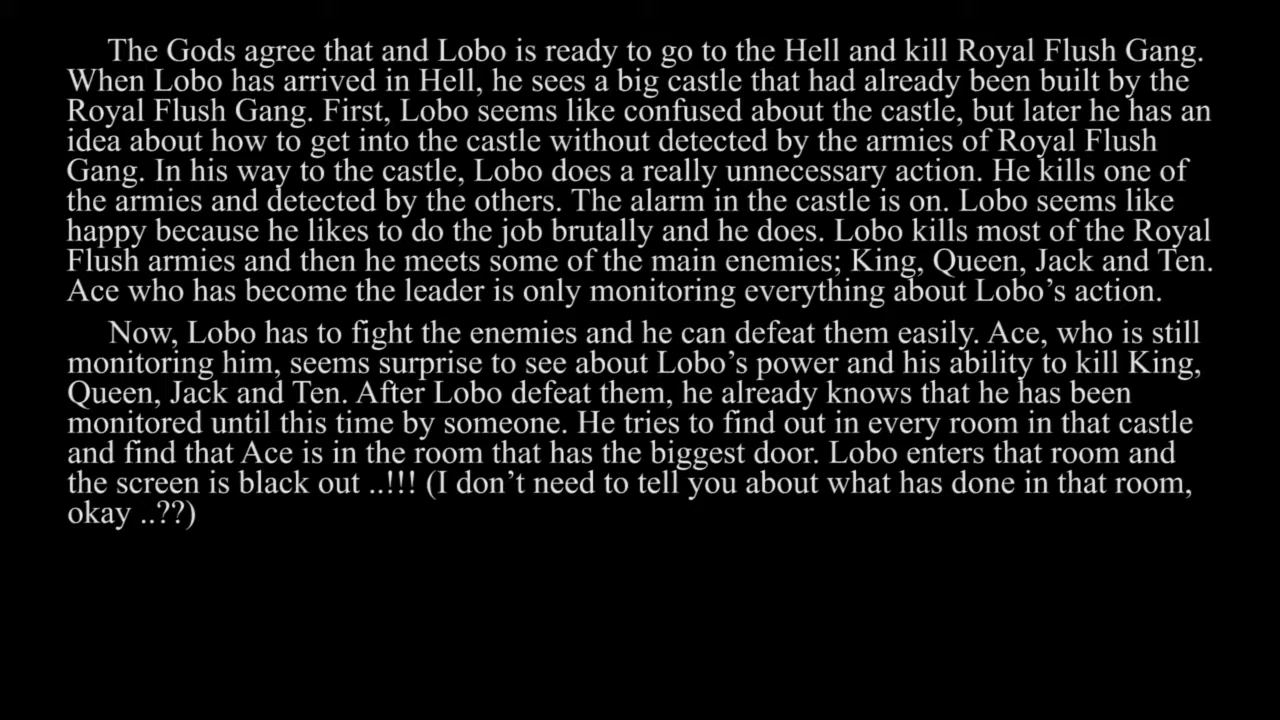 The Gods agree that and Lobo is ready to go to the Hell and kill Royal Flush Gang.
When Lobo has arrived in Hell, he sees a big castle that had already been built by the
Royal Flush Gang. First, Lobo seems like confused about the castle, but later he has an
idea about how to get into the castle without detected by the armies of Royal Flush
Gang. In his way to the castle, Lobo does a really unnecessary action. He kills one of
the armies and detected by the others. The alarm in the castle is on. Lobo seems like
happy because he likes to do the job brutally and he does. Lobo kills most of the Royal
Flush armies and then he meets some of the main enemies; King, Queen, Jack and Ten.
Ace who has become the leader is only monitoring everything about Lobo’s action.
Now, Lobo has to fight the enemies and he can defeat them easily. Ace, who is still
monitoring him, seems surprise to see about Lobo’s power and his ability to kill King,
Queen, Jack and Ten. After Lobo defeat them, he already knows that he has been
monitored until this time by someone. He tries to find out in every room in that castle
and find that Ace is in the room that has the biggest door. Lobo enters that room and
the screen is black out ..!!! (I don’t need to tell you about what has done in that room,
okay ..??)